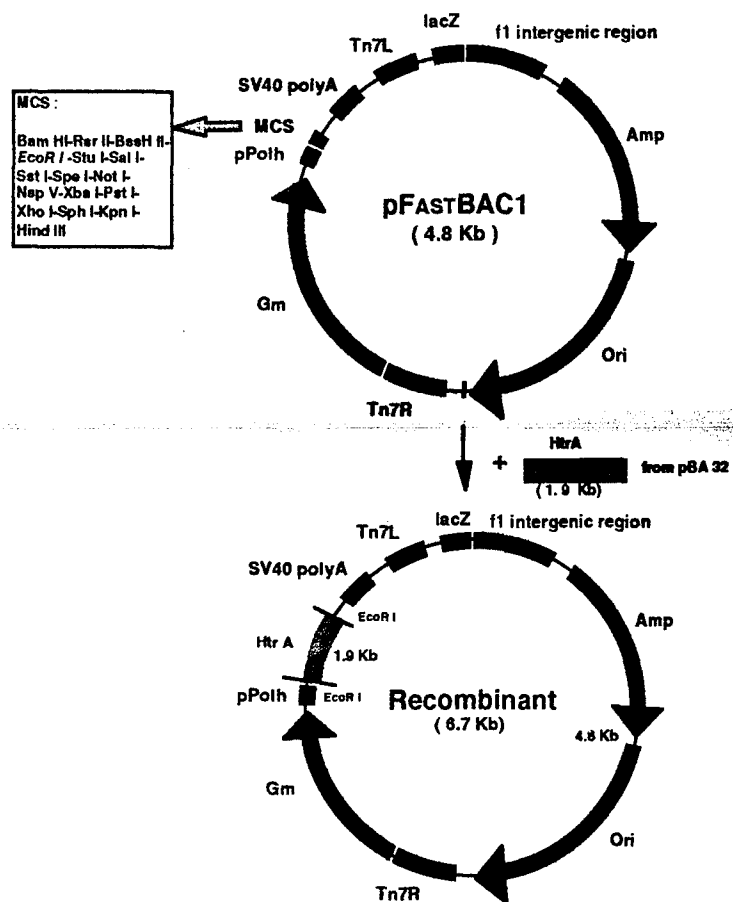 lacZ
f1 intergenic region
Tn7L
SV40 polyA
MCS
pPolh
MCS :
Bam HI-Rsr II-BssH II-
EcoR I -Stu I-Sal I-
Sst I-Spe I-Not I-
Nsp V-Xba I-Pst I-
Xho I-Sph I-Kpn I-
Hind III
Amp
pFASTBAC1
( 4.8 Kb )
Gm
Ori
Tn7R
+
HtrA
(1.9 Kb)
from pBA 32
lacZ
f1 intergenic region
Tn7L
SV40 polyA
EcoR I
Htr A
1.9 Kb
pPolh
EcoR I
Amp
Recombinant
( 6.7 Kb)
4.8 Kb
Gm
Ori
Tn7R